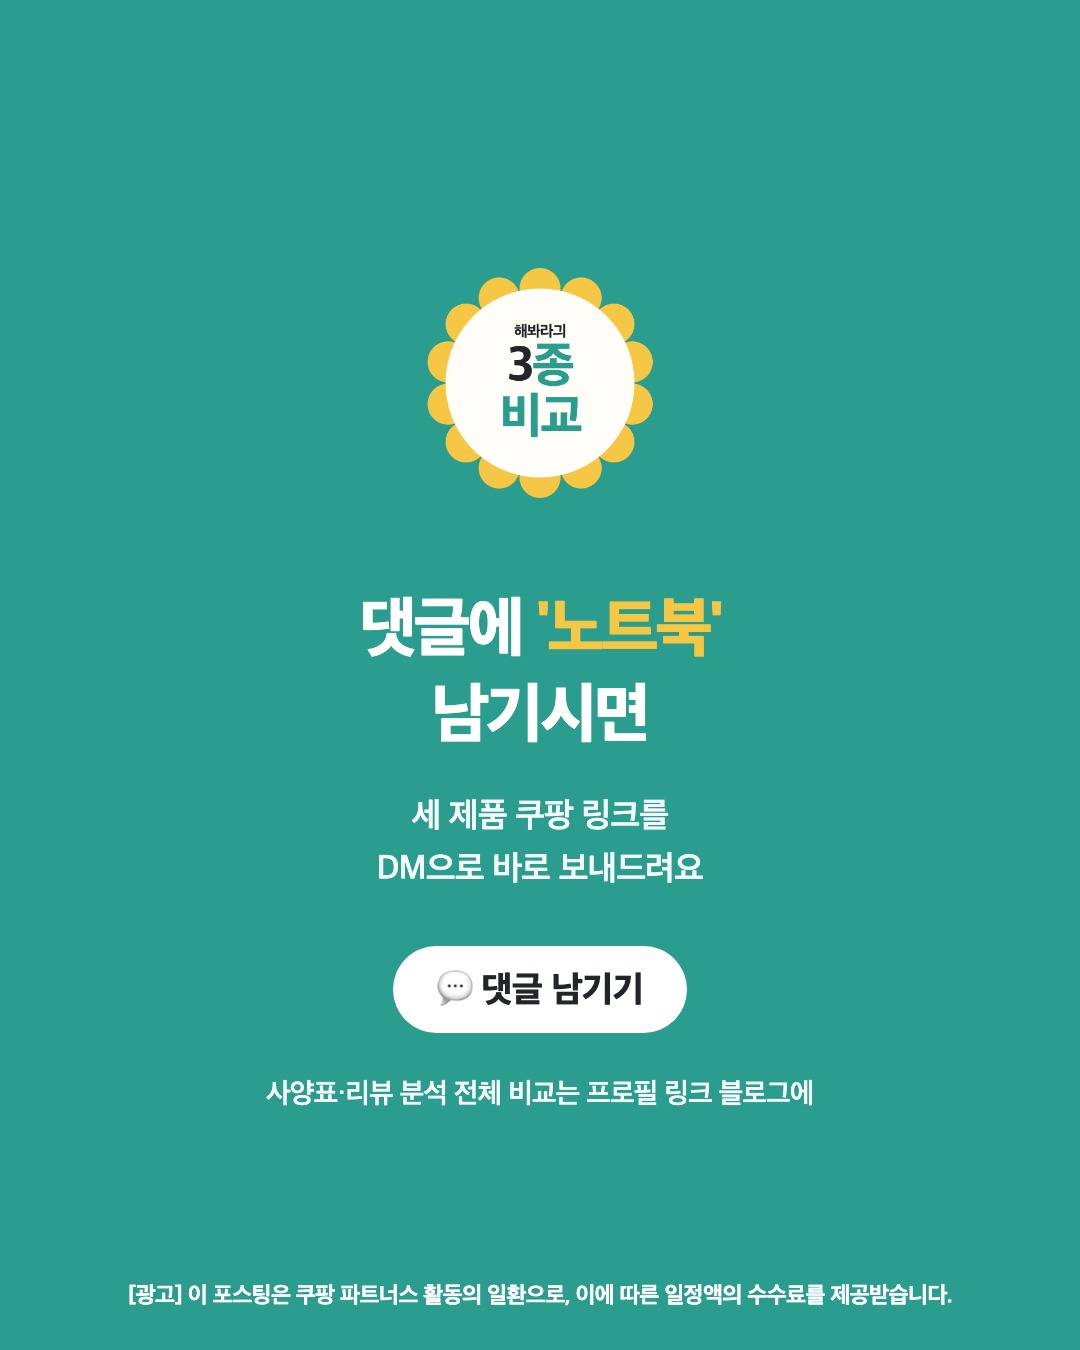 해봐라긔
3종
비교
댓글에 '노트북'
남기시면
세 제품 쿠팡 링크를
DM으로 바로 보내드려요
💬 댓글 남기기
사양표·리뷰 분석 전체 비교는 프로필 링크 블로그에
[광고] 이 포스팅은 쿠팡 파트너스 활동의 일환으로, 이에 따른 일정액의 수수료를 제공받습니다.